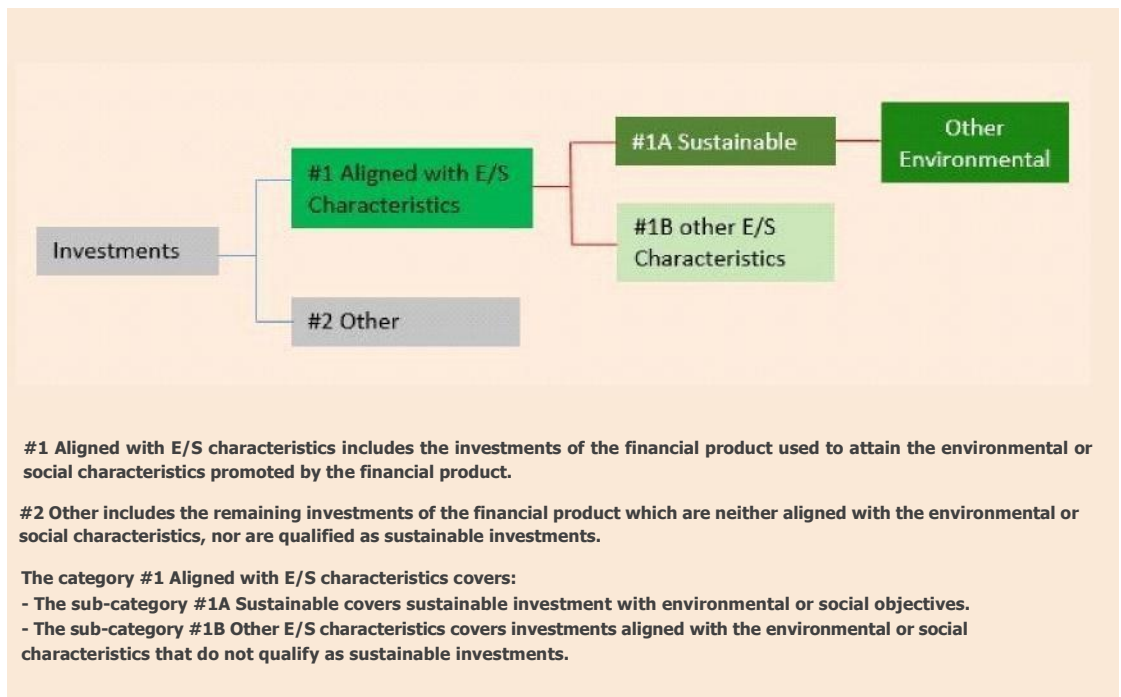 Other
Environmental
#1A Sustainable
#1 Aligned with E/S
Characteristics
#1B other E/S
Characteristics
Investments
#2 Other
#1 Aligned with E/S characteristics includes the investments of the financial product used to attain the environmental or
social characteristics promoted by the financial product.
#2 Other includes the remaining investments of the financial product which are neither aligned with the environmental or
social characteristics, nor are qualified as sustainable investments.
The category #1 Aligned with E/S characteristics covers:
- The sub-category #1A Sustainable covers sustainable investment with environmental or social objectives.
- The sub-category #1B Other E/S characteristics covers investments aligned with the environmental or social
characteristics that do not qualify as sustainable investments.